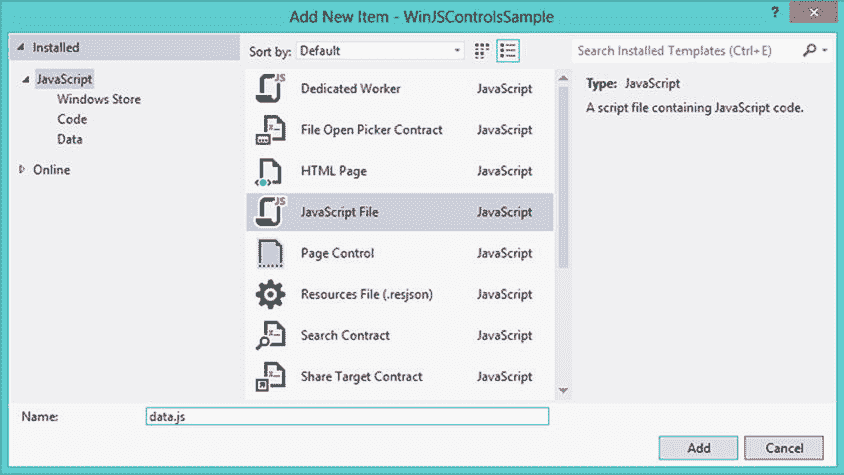 Add New Item - WinJSControlsSample
? x
Installed
Sort by: Default
Search Installed Templates (Ctrl+E)
JavaScript
Windows Store
Code
Data
Online
Dedicated Worker JavaScript
File Open Picker Contract JavaScript
HTML Page JavaScript
JavaScript File JavaScript
Page Control JavaScript
Resources File (.resjson) JavaScript
Search Contract JavaScript
Share Target Contract JavaScript
Type: JavaScript
A script file containing JavaScript code.
Name: data.js
Add Cancel